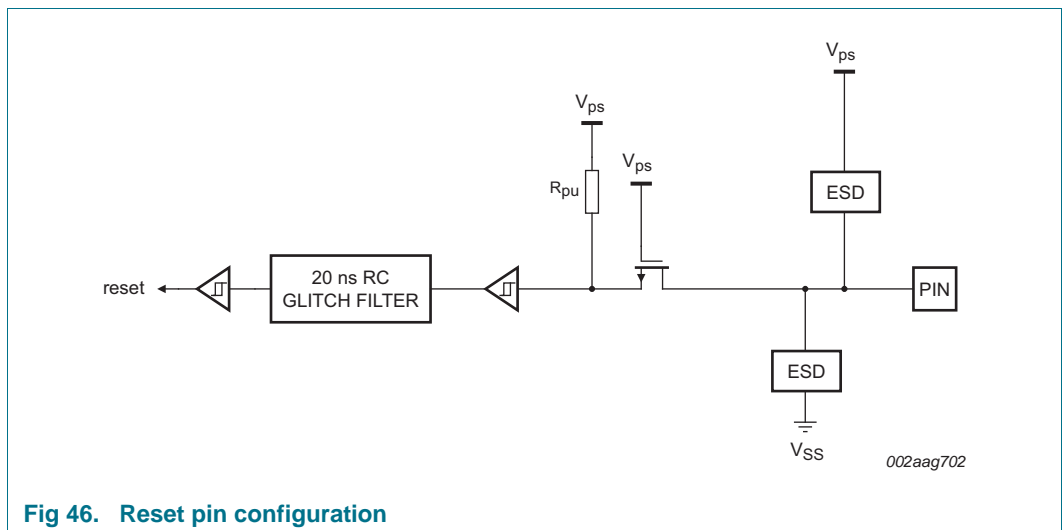 Vps
Vps
Vps
Rpu
ESD
reset
20 ns RC
GLITCH FILTER
PIN
ESD
VSS
002aag702
Fig 46. Reset pin configuration